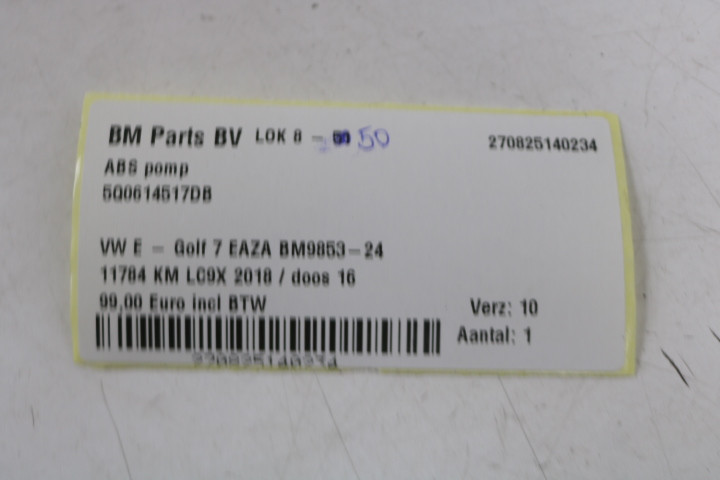 BM Parts BV LOK 8 - 50 270825140234
ABS pomp
5Q0614517DB
VW E - Golf 7 EAZA BM9853-24
11784 KM LC9X 2018 / doos 16
99,00 Euro incl BTW Verz: 10
Aantal: 1
270825140234